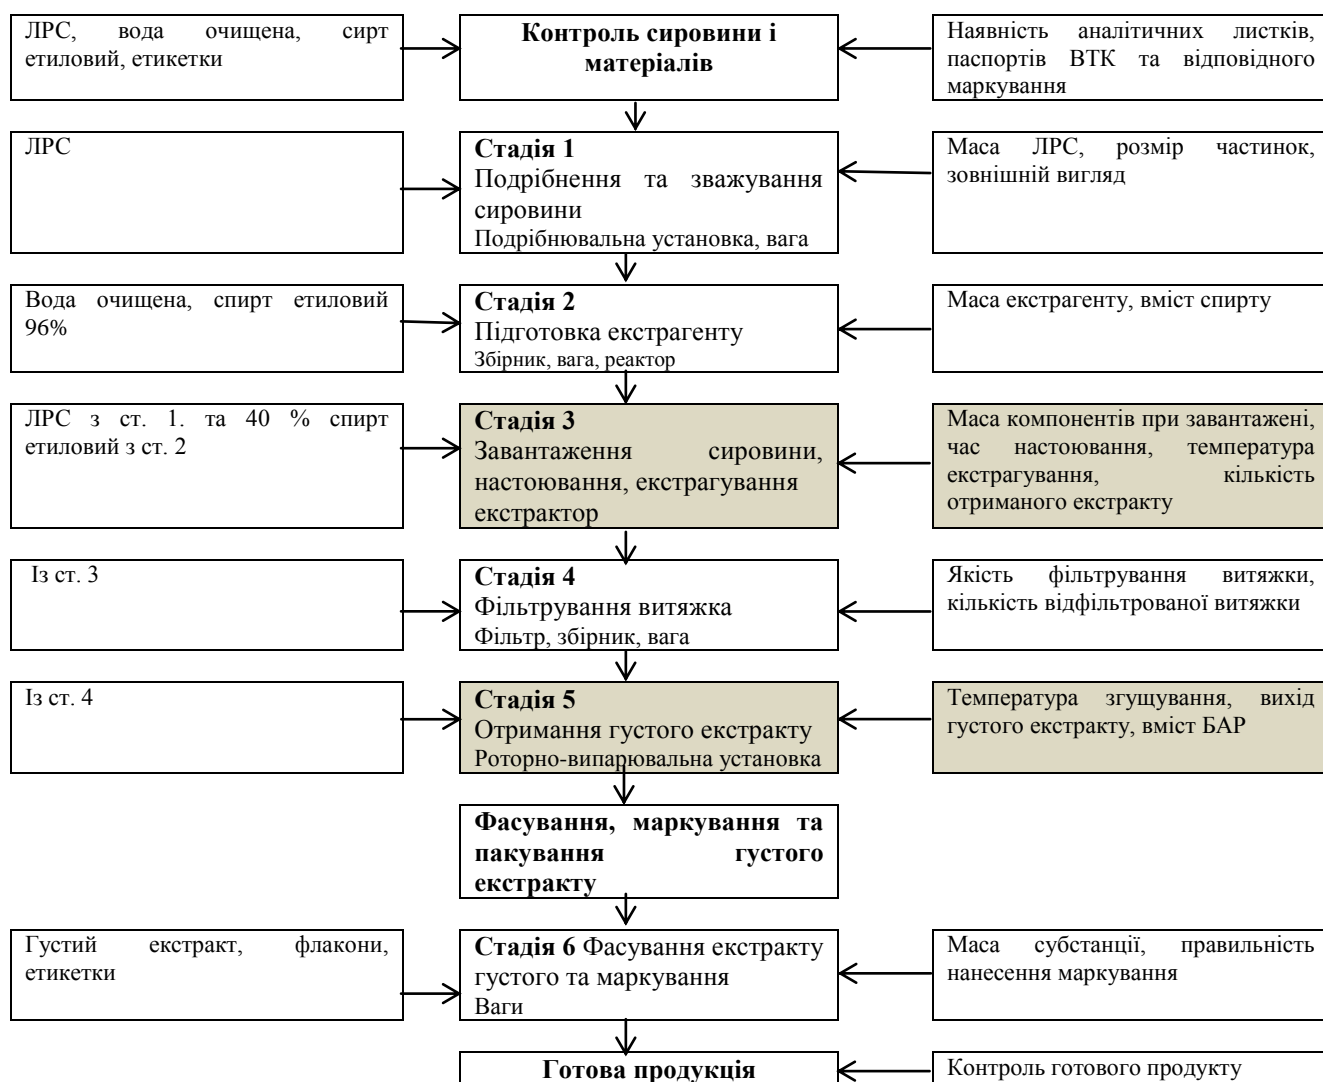 ЛРС, вода очищена, сирт
етиловий, етикетки
Контроль сировини і
матеріалів
Наявність аналітичних листків,
паспортів ВТК та відповідного
маркування
ЛРС
Стадія 1
Подрібнення та зважування
сировини
Подрібнювальна установка, вага
Маса ЛРС, розмір частинок,
зовнішній вигляд
Вода очищена, спирт етиловий
96%
Стадія 2
Підготовка екстрагенту
Збірник, вага, реактор
Маса екстрагенту, вміст спирту
ЛРС з ст. 1. та 40 % спирт
етиловий з ст. 2
Стадія 3
Завантаження сировини,
настоювання, екстрагування
екстрактор
Маса компонентів при завантажені,
час настоювання, температура
екстрагування, кількість
отриманого екстракту
Із ст. 3
Стадія 4
Фільтрування витяжка
Фільтр, збірник, вага
Якість фільтрування витяжки,
кількість відфільтрованої витяжки
Із ст. 4
Стадія 5
Отримання густого екстракту
Роторно-випарювальна установка
Температура згущування, вихід
густого екстракту, вміст БАР
Фасування, маркування та
пакування густого
екстракту
Густий екстракт, флакони,
етикетки
Стадія 6 Фасування екстракту
густого та маркування
Ваги
Маса субстанції, правильність
нанесення маркування
Готова продукція
Контроль готового продукту